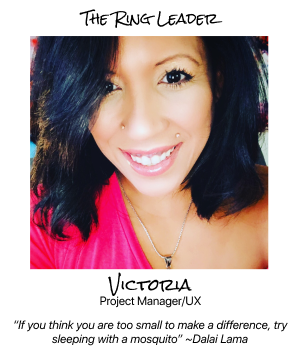 The Ring Leader
Victoria
Project Manager/UX
"If you think you are too small to make a difference, try
sleeping with a mosquito” ~Dalai Lama